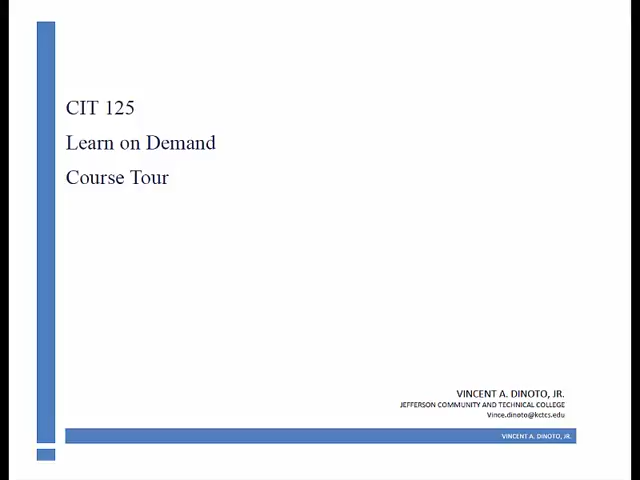 CIT 125
Learn on Demand
Course Tour
VINCENT A. DINOTO, JR.
JEFFERSON COMMUNITY AND TECHNICAL COLLEGE
Vince.dinoto@kctcs.edu
VINCENT A. DINOTO, JR.